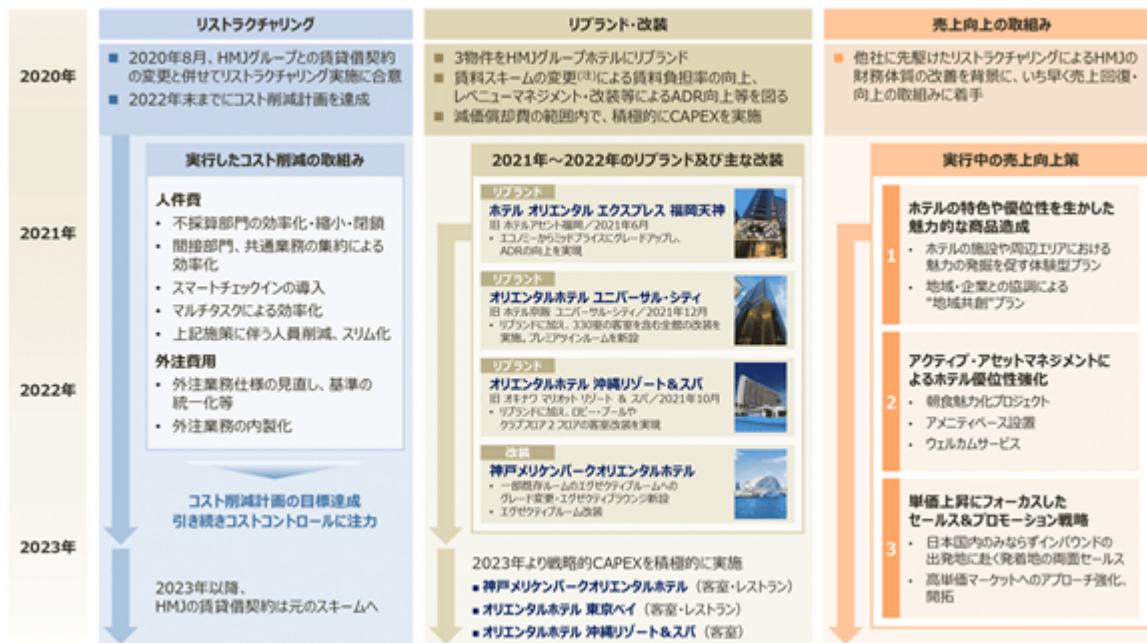 リストラクチャリング
リブランド・改装
売上向上の取組み
2020年
2021年
2022年
2023年
■ 2020年8月、HMJグループとの賃貸借契約
の変更と併せてリストラクチャリング実施に合意
■ 2022年末までにコスト削減計画を達成
実行したコスト削減の取組み
人件費
• 不採算部門の効率化・縮小・閉鎖
• 間接部門、共通業務の集約による
効率化
• スマートチェックインの導入
• マルチタスクによる効率化
• 上記施策に伴う人員削減、スリム化
外注費用
• 外注業務仕様の見直し、基準の
統一化等
• 外注業務の内製化
コスト削減計画の目標達成
引き続きコストコントロールに注力
2023年以降、
HMJの賃貸借契約は元のスキームへ
■ 3物件をHMJグループホテルにリブランド
■ 賃料スキームの変更(注)による賃料負担率の向上、
レベニューマネジメント・改装等によるADR向上等を図る
■ 減価償却費の範囲内で、積極的にCAPEXを実施
2021年～2022年のリブランド及び主な改装
リブランド
ホテル オリエンタル エクスプレス 福岡天神
旧 ホテルアセント福岡／2021年6月
• エコノミーからミッドプライスにグレードアップし、
ADRの向上を実現
リブランド
オリエンタルホテル ユニバーサル・シティ
旧 ホテル京阪 ユニバーサル・シティ／2021年12月
• リブランドに加え、330室の客室を含む全館の改装を
実施。プレミアツインルームを新設
リブランド
オリエンタルホテル 沖縄リゾート＆スパ
旧 オキナワ マリオット リゾート ＆ スパ／2021年10月
• リブランドに加え、ロビー・プールや
クラブフロア2フロアの客室改装を実現
改装
神戸メリケンパークオリエンタルホテル
• 一部既存ルームのエグゼクティブルームへの
グレード変更・エグゼクティブラウンジ新設
• エグゼクティブルーム改装
2023年より戦略的CAPEXを積極的に実施
■ 神戸メリケンパークオリエンタルホテル（客室・レストラン）
■ オリエンタルホテル 東京ベイ（客室・レストラン）
■ オリエンタルホテル 沖縄リゾート＆スパ（客室）
■ 他社に先駆けたリストラクチャリングによるHMJの
財務体質の改善を背景に、いち早く売上回復・
向上の取組みに着手
実行中の売上向上策
1
ホテルの特色や優位性を生かした
魅力的な商品造成
• ホテルの施設や周辺エリアにおける
魅力の発掘を促す体験型プラン
• 地域・企業との協調による
"地域共創"プラン
2
アクティブ・アセットマネジメントに
よるホテル優位性強化
• 朝食魅力化プロジェクト
• アメニティベース設置
• ウェルカムサービス
3
単価上昇にフォーカスした
セールス&プロモーション戦略
• 日本国内のみならずインバウンドの
出発地に赴く発着地の両面セールス
• 高単価マーケットへのアプローチ強化、
開拓